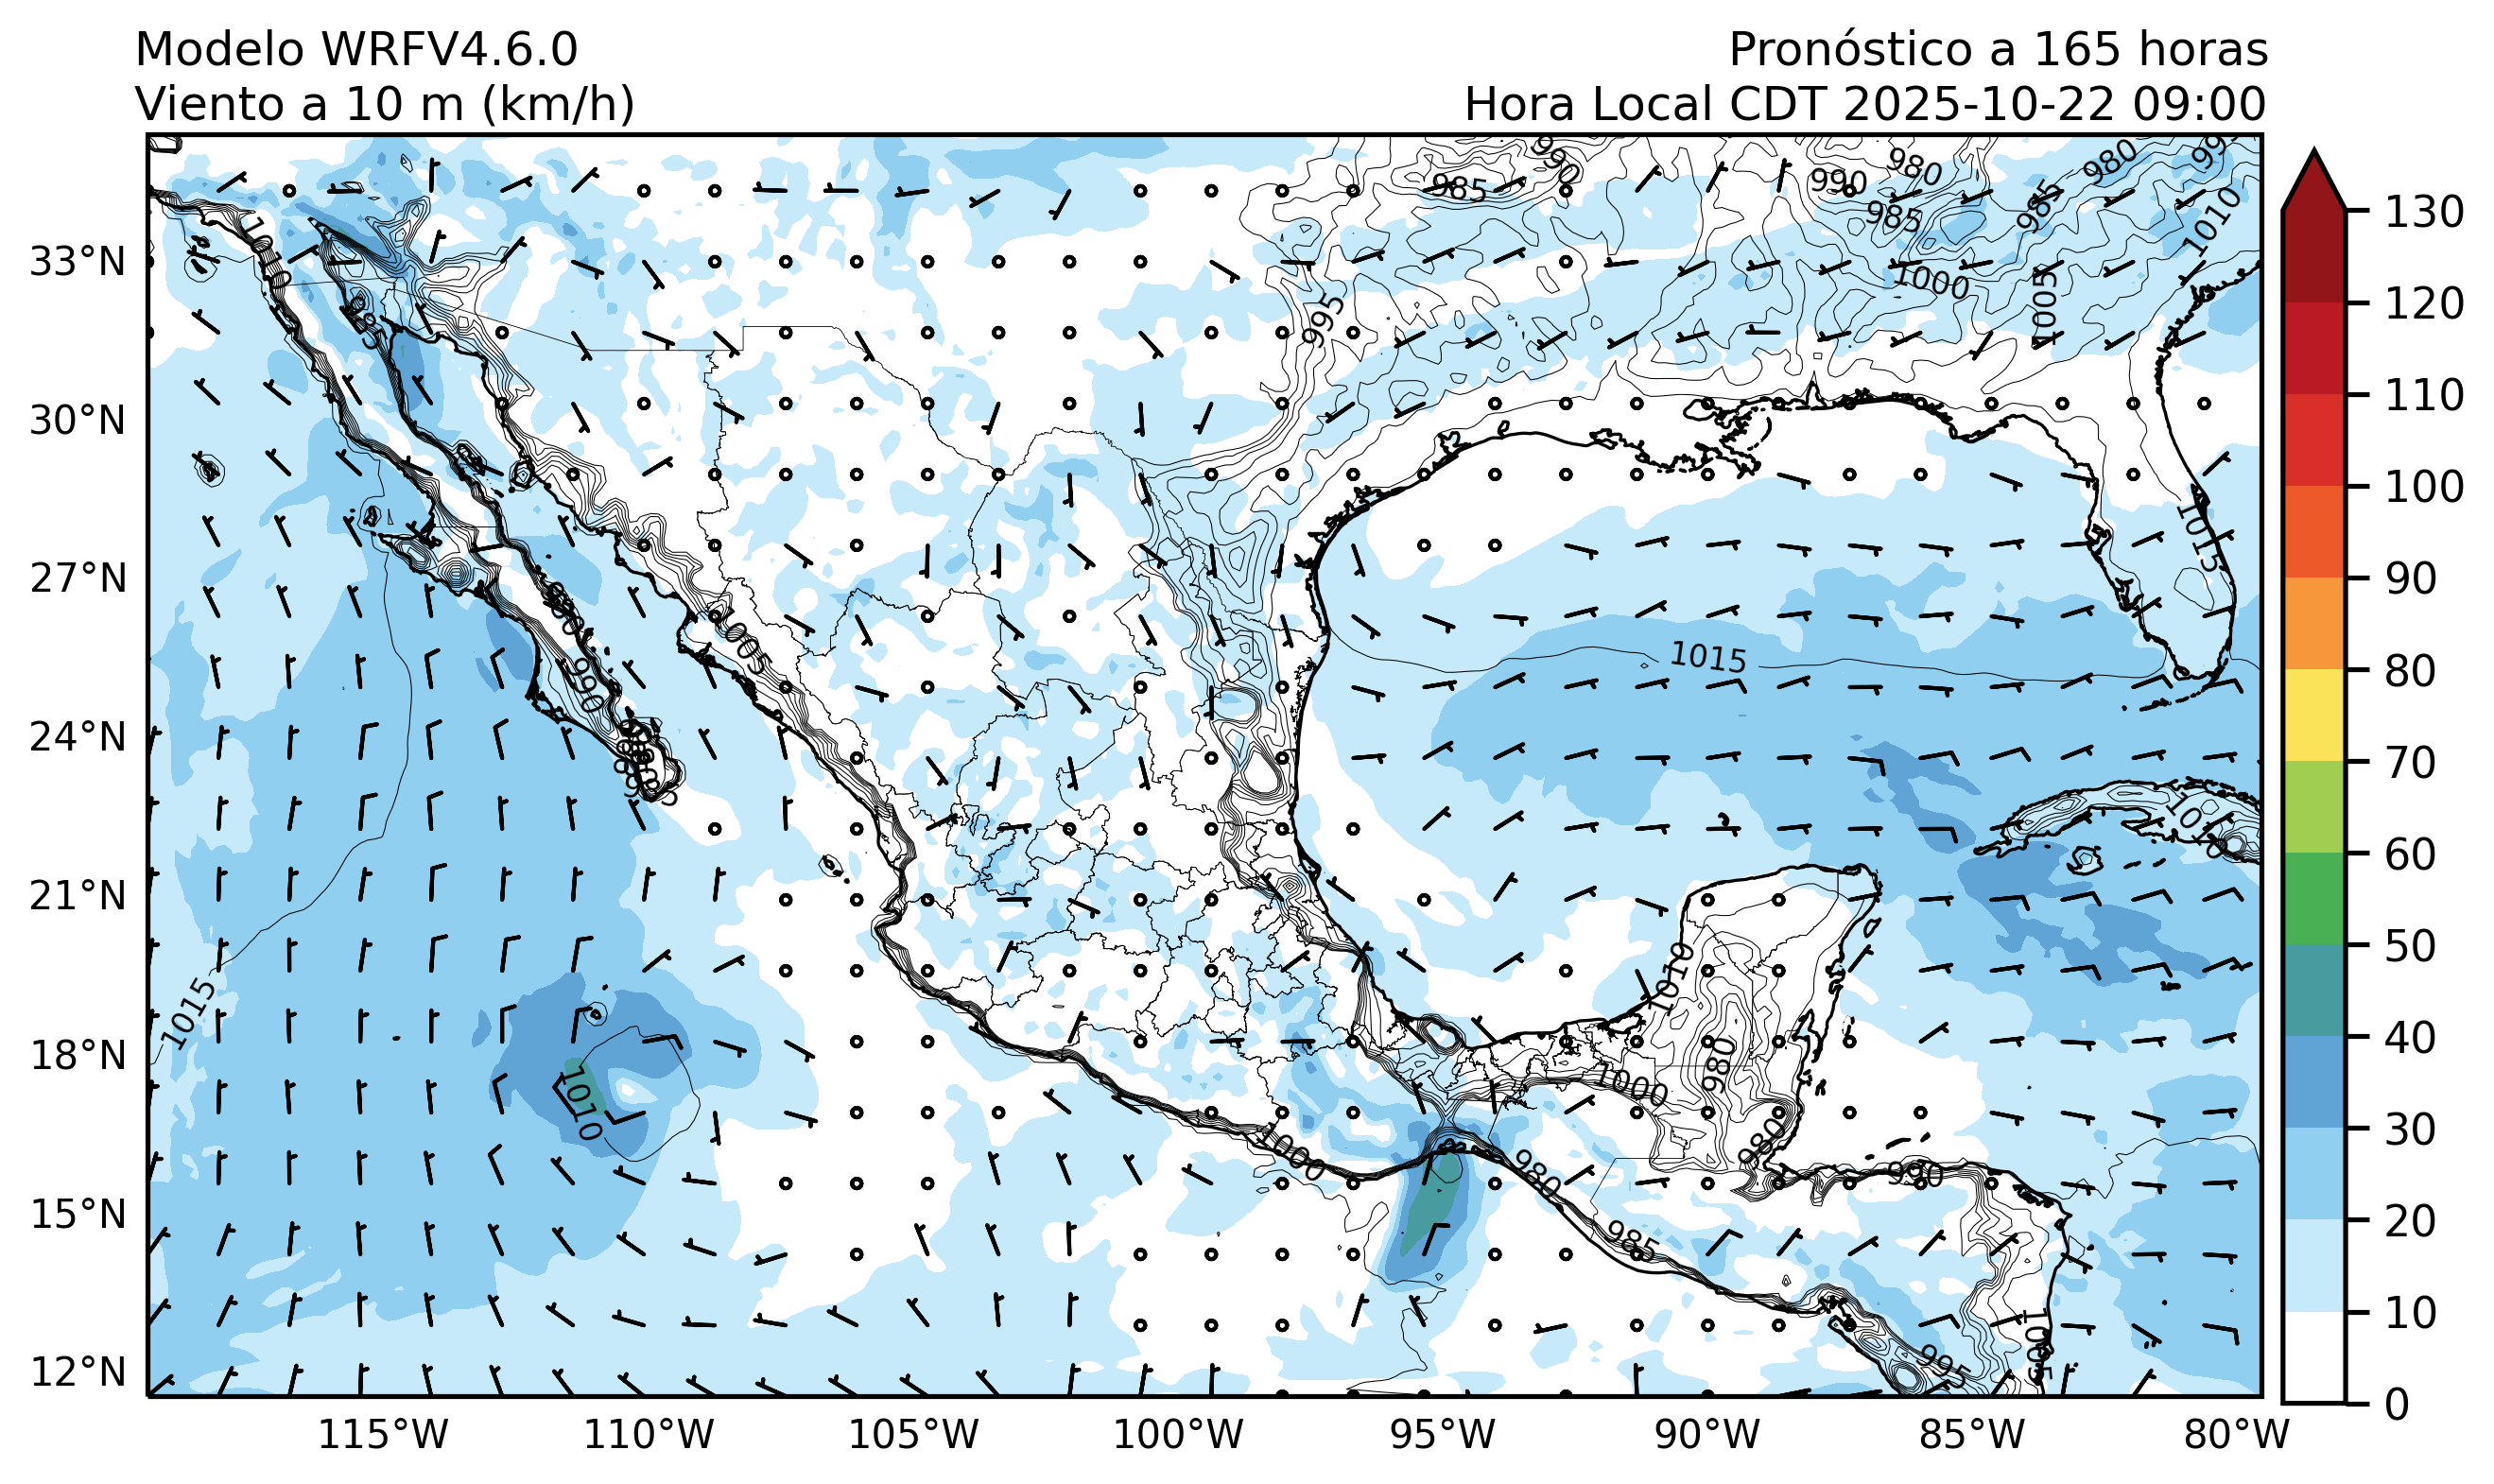 Modelo WRFV4.6.0
Pronóstico a 165 horas
Viento a 10 m (km/h)
Hora Local CDT 2025-10-22 09:00
33°N
30°N
27°N
24°N
21°N
18°N
15°N
12°N
115°W
110°W
105°W
100°W
95°W
90°W
85°W
80°W
130
120
110
100
90
80
70
60
50
40
30
20
10
0
990
985
980
990
985
980
985
1010
1000
1005
995
1010
1015
1015
1005
990
1010
1010
980
1000
980
1015
1010
1000
980
990
985
1005
995